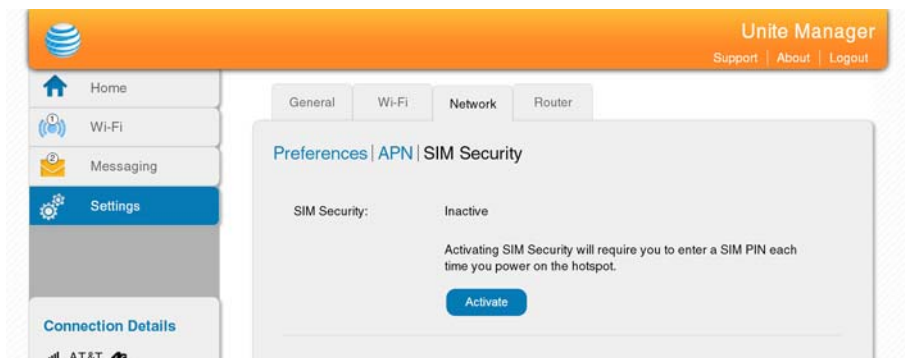 Unite Manager
Support | About | Logout
Home
General Wi-Fi Network Router
1
Wi-Fi
Preferences | APN | SIM Security
2
Messaging
Settings
SIM Security: Inactive
Activating SIM Security will require you to enter a SIM PIN each
time you power on the hotspot.
Activate
Connection Details
AT&T